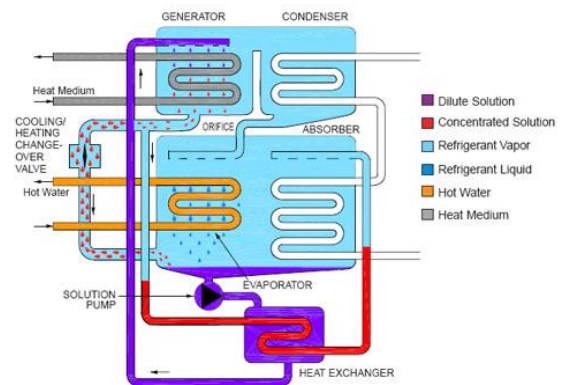 GENERATOR
CONDENSER
Heat Medium
COOLING/
HEATING
CHANGE-
OVER
VALVE
ORIFICE
ABSORBER
Hot Water
EVAPORATOR
SOLUTION
PUMP
HEAT EXCHANGER
Dilute Solution
Concentrated Solution
Refrigerant Vapor
Refrigerant Liquid
Hot Water
Heat Medium